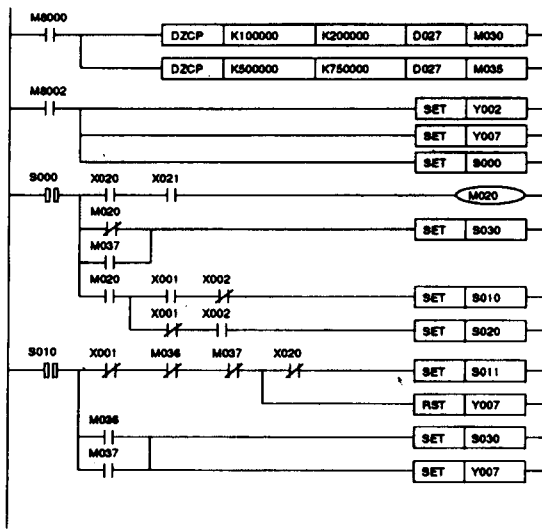 M8000
DZCP K100000 K200000 D027 M030
DZCP K500000 K750000 D027 M035
M8002
SET Y002
SET Y007
SET S000
S000 X020 X021
M020
M020
SET S030
M037
M020 X001 X002
SET S010
X001 X002
SET S020
S010 X001 M036 M037 X020
SET S011
RST Y007
M036
SET S030
M037
SET Y007